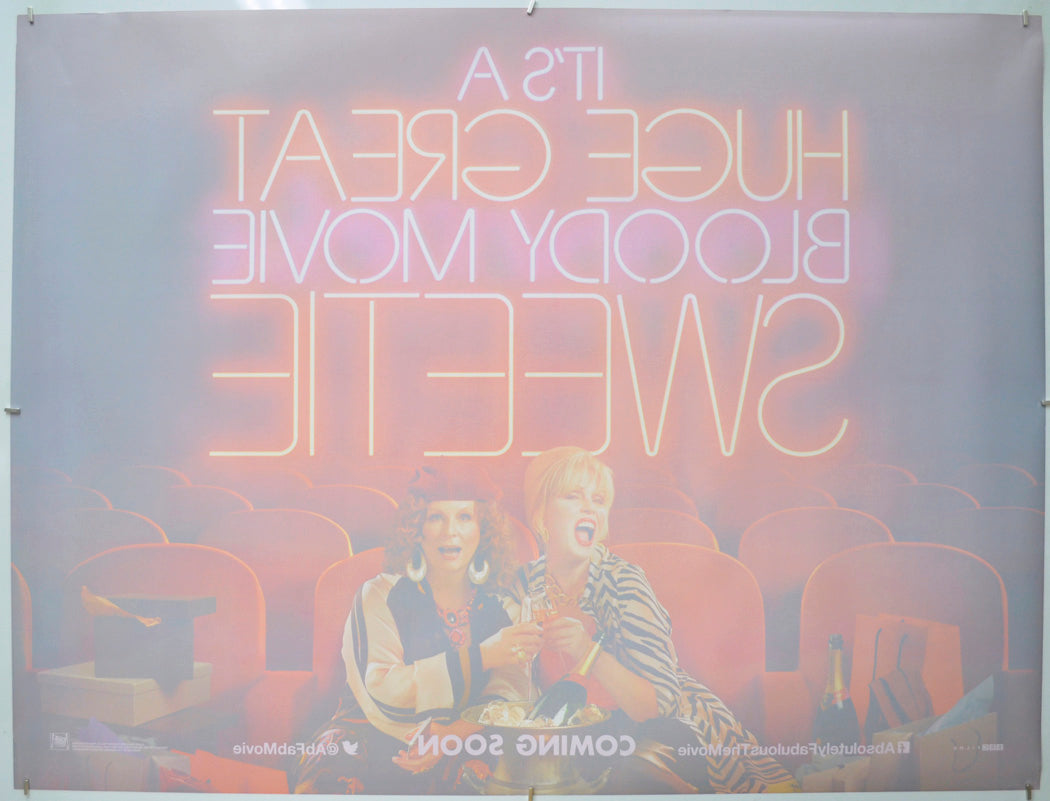 IT'S A
HUGE GREAT
BLOODY MOVIE
SWEETIE
AbsolutelyFabulousTheMovie COMING SOON @AbFabMovie